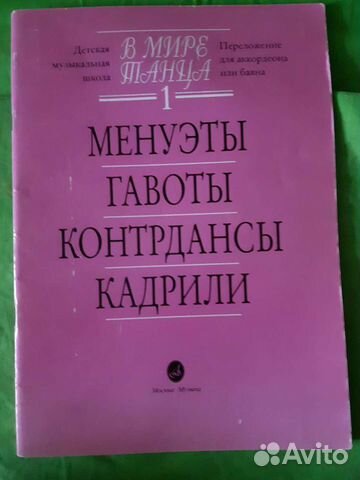 Детская
музыкальная
школа
В МИРЕ
ТАНЦА
1
Переложение
для аккордеона
или баяна
МЕНУЭТЫ
ГАВОТЫ
КОНТРДАНСЫ
КАДРИЛИ
Москва Музыка
Avito